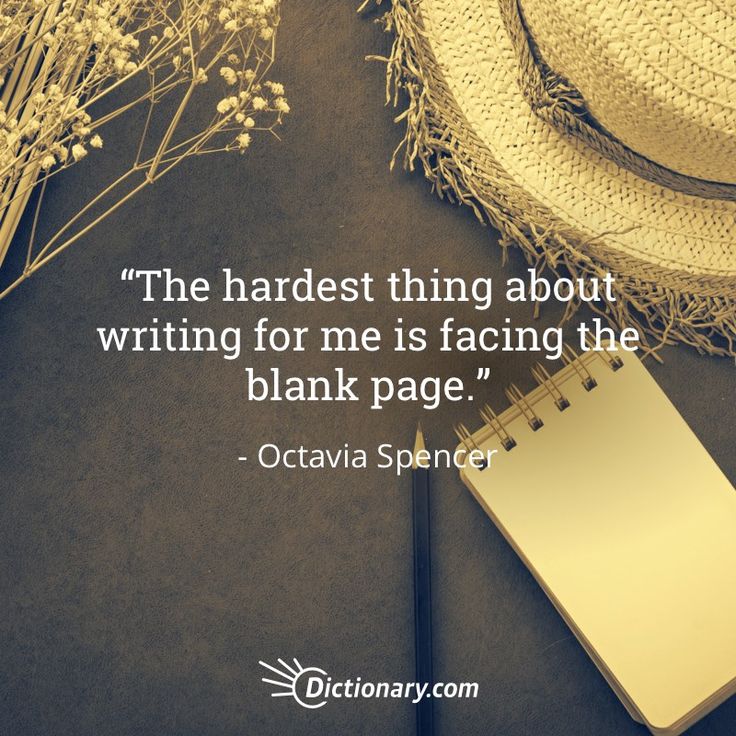 “The hardest thing about
writing for me is facing the
blank page.”
- Octavia Spencer
Dictionary.com